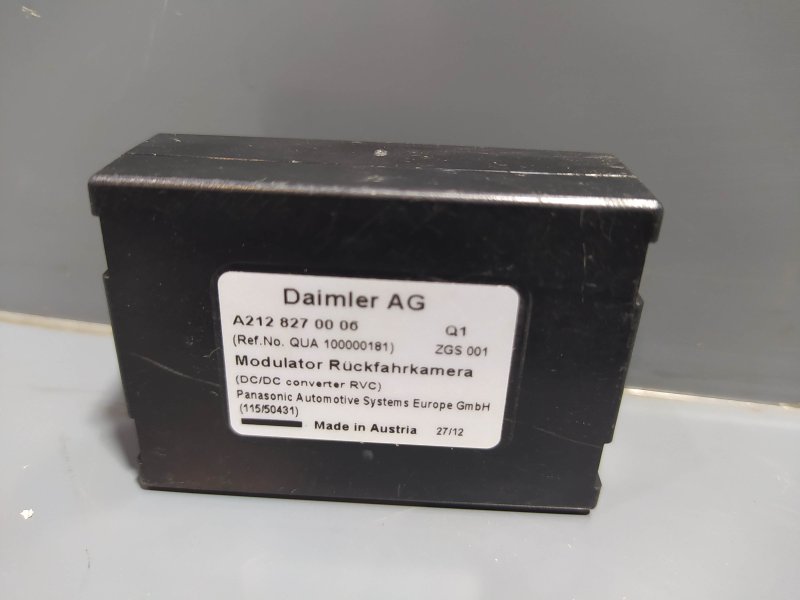 Daimler AG
A212 827 00 06 Q1
(Ref.No. QUA 100000181) ZGS 001
Modulator Rückfahrkamera
(DC/DC converter RVC)
Panasonic Automotive Systems Europe GmbH
(115/50431)
Made in Austria 27/12